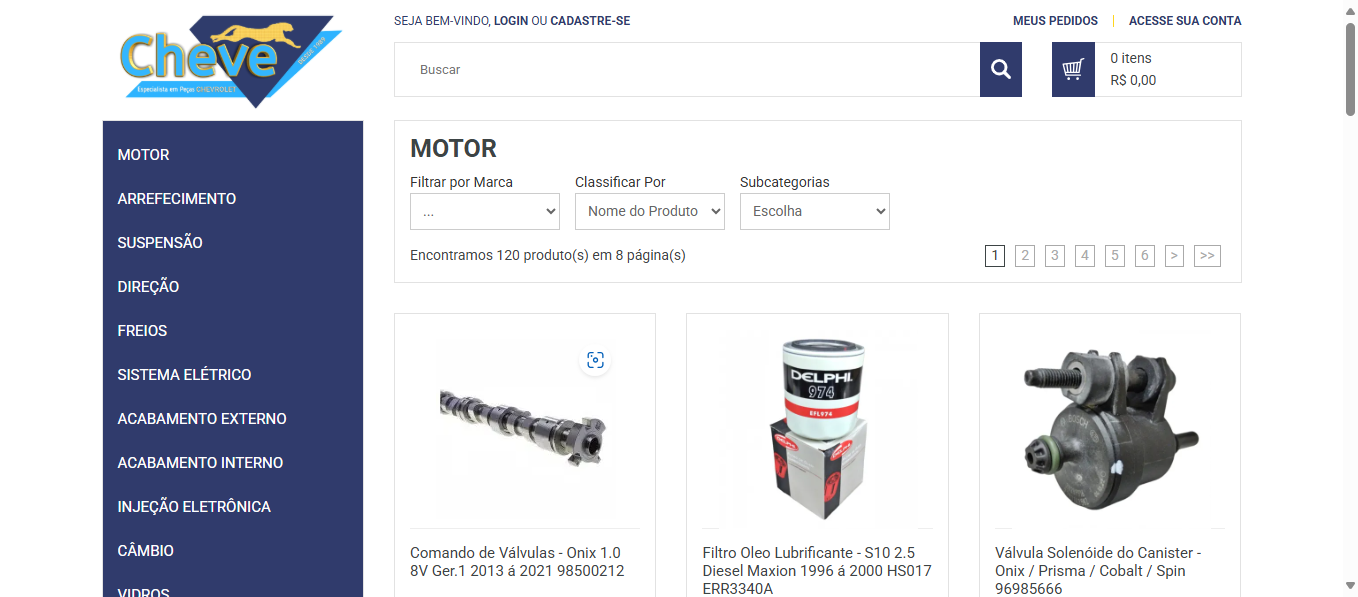 SEJA BEM-VINDO, LOGIN OU CADASTRE-SE
MEUS PEDIDOS
ACESSE SUA CONTA
Cheve
DESDE 1989
Especialista em Peças CHEVROLET
Buscar
0 itens
R$ 0,00
MOTOR
ARREFECIMENTO
SUSPENSÃO
DIREÇÃO
FREIOS
SISTEMA ELÉTRICO
ACABAMENTO EXTERNO
ACABAMENTO INTERNO
INJEÇÃO ELETRÔNICA
CÂMBIO
VIDROS
MOTOR
Filtrar por Marca
Classificar Por
Subcategorias
...
Nome do Produto
Escolha
Encontramos 120 produto(s) em 8 página(s)
1 2 3 4 5 6 > >>
DELPHI
974
EFL974
DELPHI
BOSCH
Comando de Válvulas - Onix 1.0
8V Ger.1 2013 á 2021 98500212
Filtro Oleo Lubrificante - S10 2.5
Diesel Maxion 1996 á 2000 HS017
ERR3340A
Válvula Solenóide do Canister -
Onix / Prisma / Cobalt / Spin
96985666